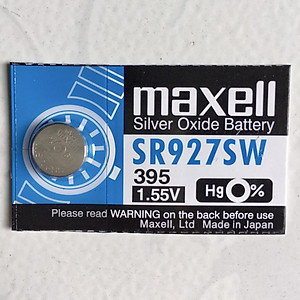 maxell
Silver Oxide Battery
SR927SW
395
1.55V
Hg 0%
Please read WARNING on the back before use.
Maxell, Ltd Made in Japan